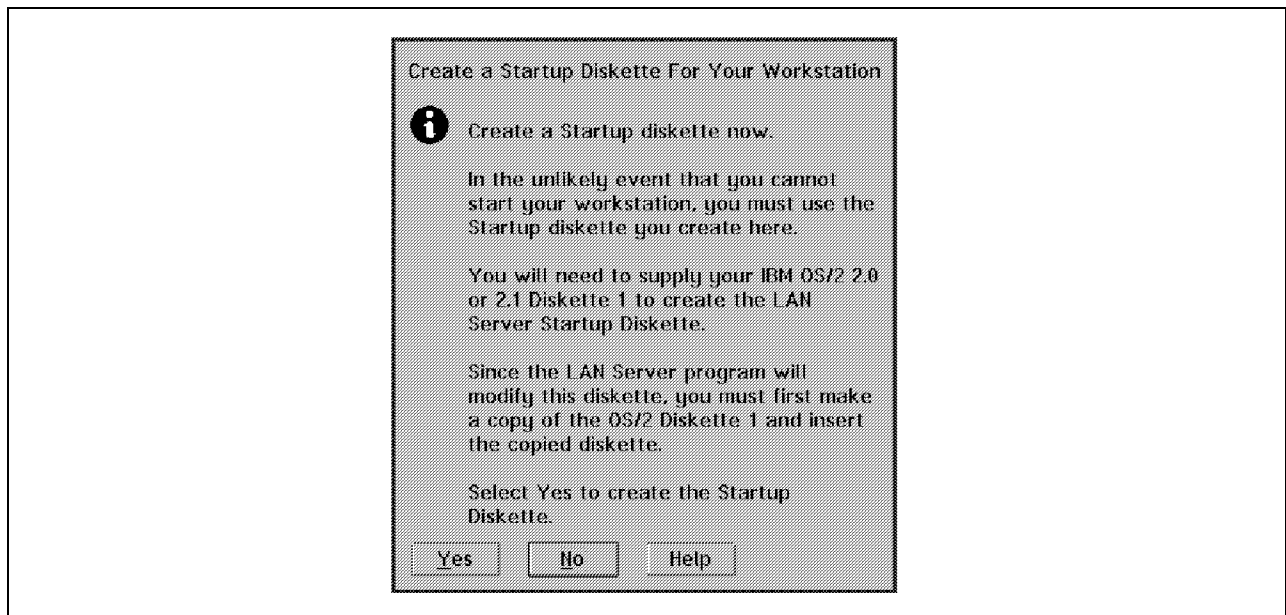 Create a Startup Diskette For Your Workstation
Create a Startup diskette now.
In the unlikely event that you cannot
start your workstation, you must use the
Startup diskette you create here.
You will need to supply your IBM OS/2 2.0
or 2.1 Diskette 1 to create the LAN
Server Startup Diskette.
Since the LAN Server program will
modify this diskette, you must first make
a copy of the OS/2 Diskette 1 and insert
the copied diskette.
Select Yes to create the Startup
Diskette.
Yes No Help